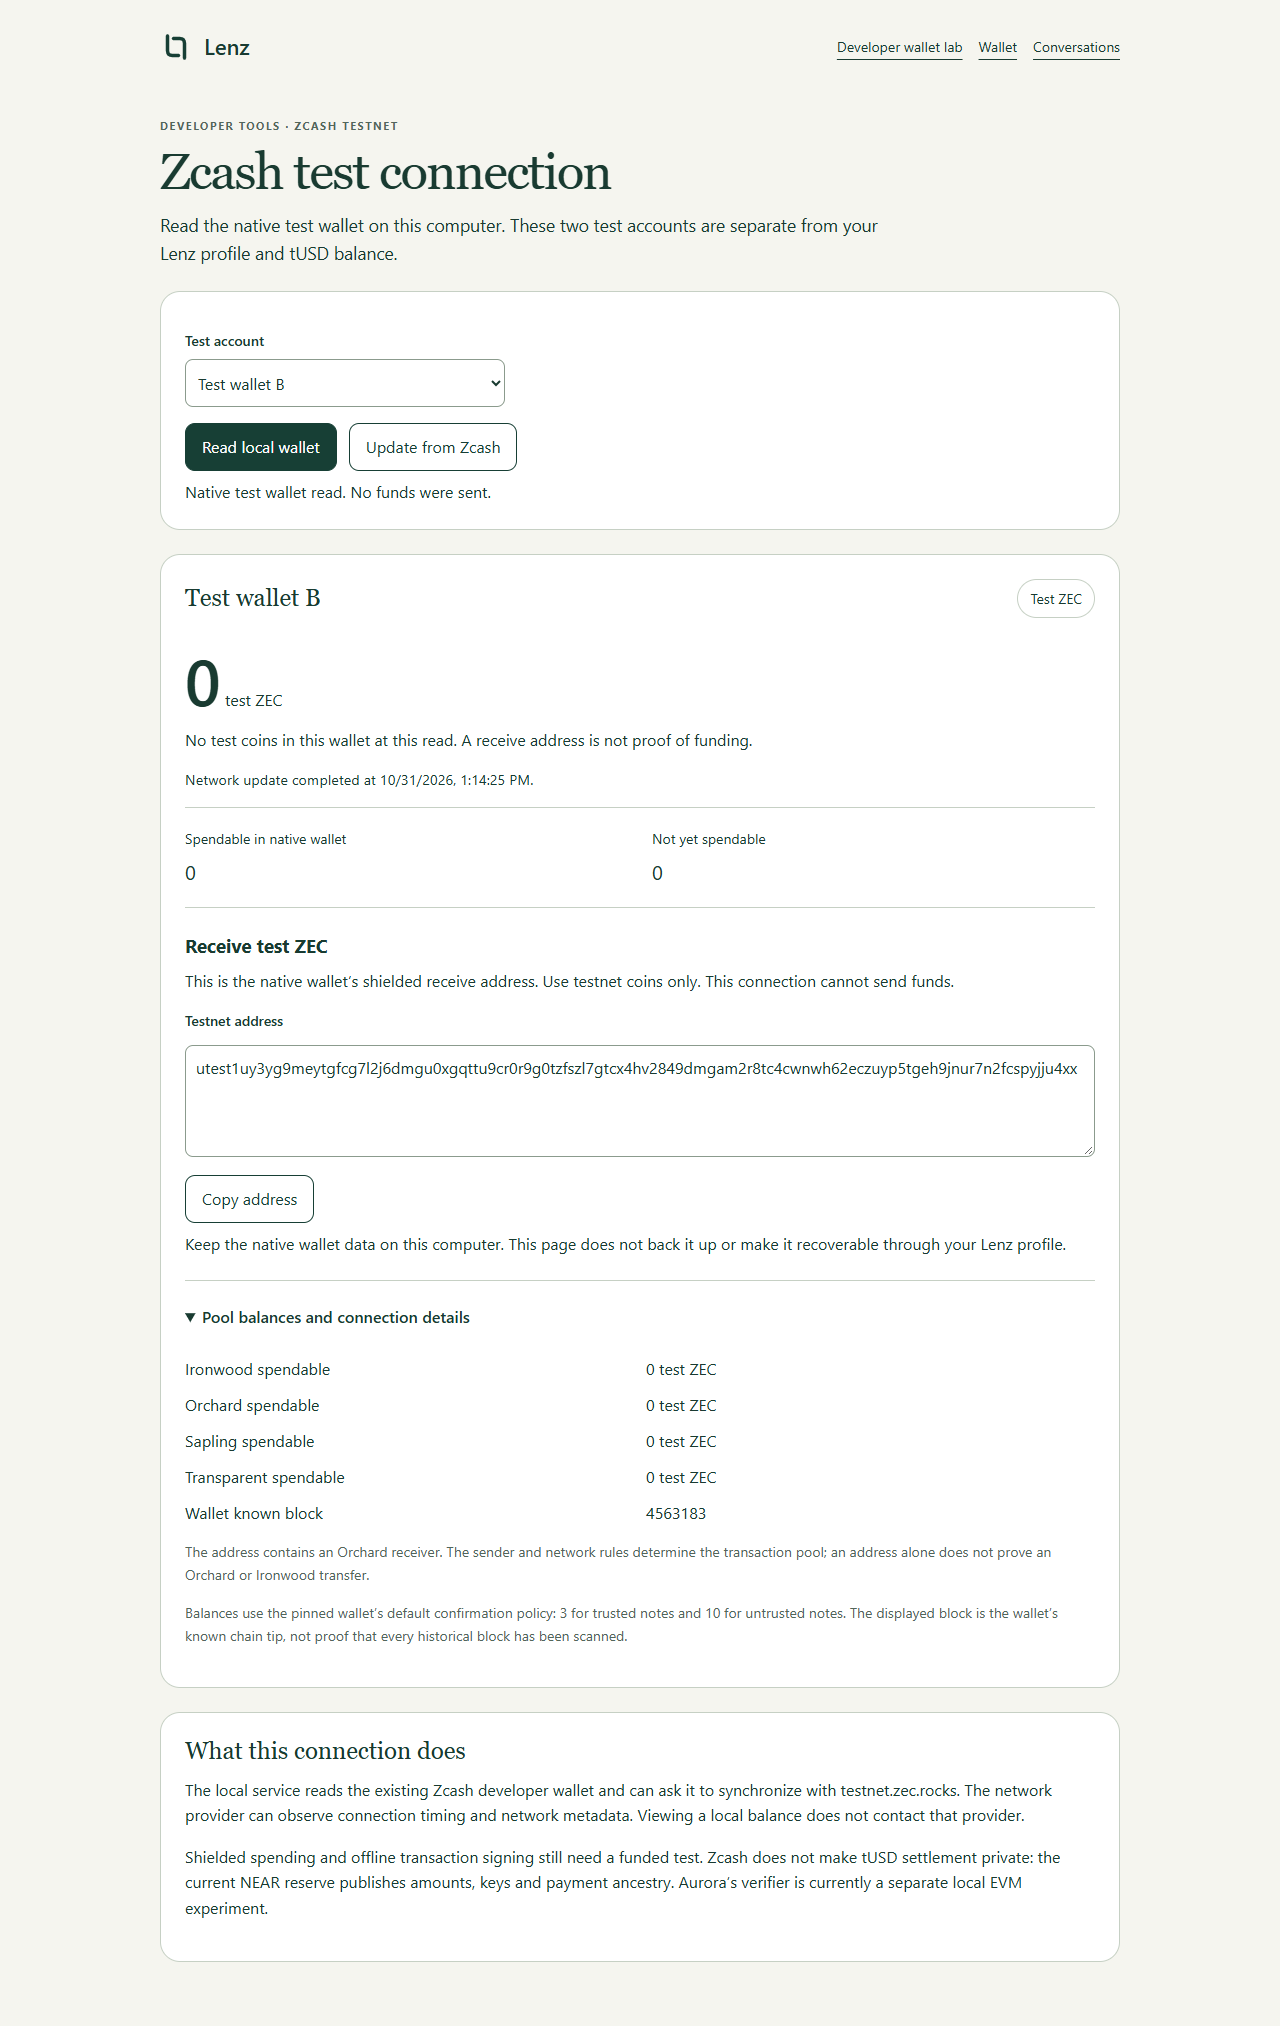 Lenz
Developer wallet lab Wallet Conversations
DEVELOPER TOOLS · ZCASH TESTNET
Zcash test connection
Read the native test wallet on this computer. These two test accounts are separate from your
Lenz profile and tUSD balance.
Test account
Test wallet B
Read local wallet Update from Zcash
Native test wallet read. No funds were sent.
Test wallet B
Test ZEC
0 test ZEC
No test coins in this wallet at this read. A receive address is not proof of funding.
Network update completed at 10/31/2026, 1:14:25 PM.
Spendable in native wallet Not yet spendable
0 0
Receive test ZEC
This is the native wallet's shielded receive address. Use testnet coins only. This connection cannot send funds.
Testnet address
utest1uy3yg9meytgfcg7l2j6dmgu0xgqttu9cr0r9g0tzfszl7gtcx4hv2849dmgam2r8tc4cwnwh62eczuyp5tgeh9jnur7n2fcspyjju4xx
Copy address
Keep the native wallet data on this computer. This page does not back it up or make it recoverable through your Lenz profile.
▼ Pool balances and connection details
Ironwood spendable 0 test ZEC
Orchard spendable 0 test ZEC
Sapling spendable 0 test ZEC
Transparent spendable 0 test ZEC
Wallet known block 4563183
The address contains an Orchard receiver. The sender and network rules determine the transaction pool; an address alone does not prove an
Orchard or Ironwood transfer.
Balances use the pinned wallet's default confirmation policy: 3 for trusted notes and 10 for untrusted notes. The displayed block is the wallet's
known chain tip, not proof that every historical block has been scanned.
What this connection does
The local service reads the existing Zcash developer wallet and can ask it to synchronize with testnet.zec.rocks. The network
provider can observe connection timing and network metadata. Viewing a local balance does not contact that provider.
Shielded spending and offline transaction signing still need a funded test. Zcash does not make tUSD settlement private: the
current NEAR reserve publishes amounts, keys and payment ancestry. Aurora's verifier is currently a separate local EVM
experiment.